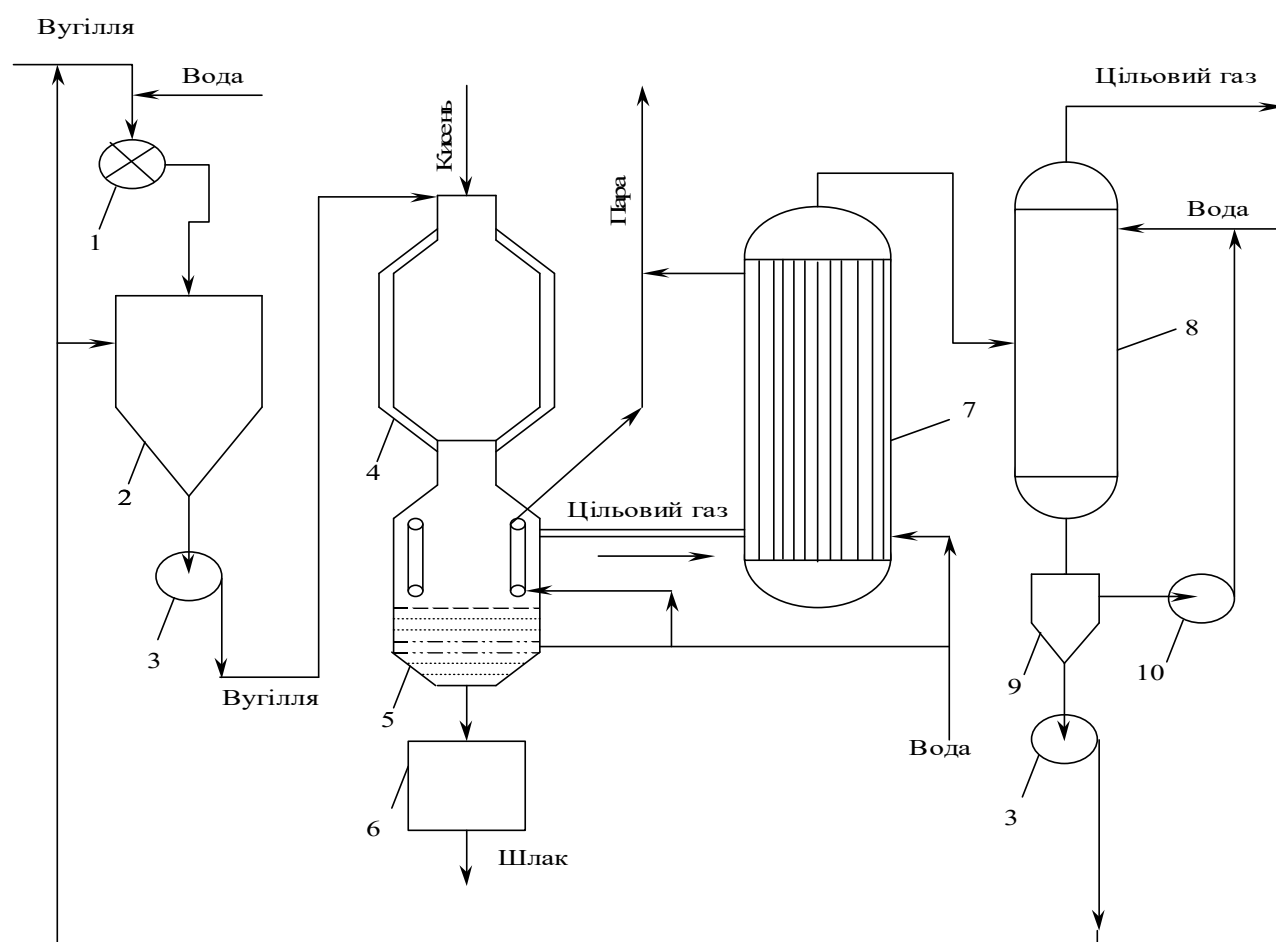 Вугілля
Вода
Цільовий газ
Кисень
Пара
Вода
1
8
7
4
2
Цільовий газ
3
Вугілля
5
9
10
Вода
3
6
Шлак